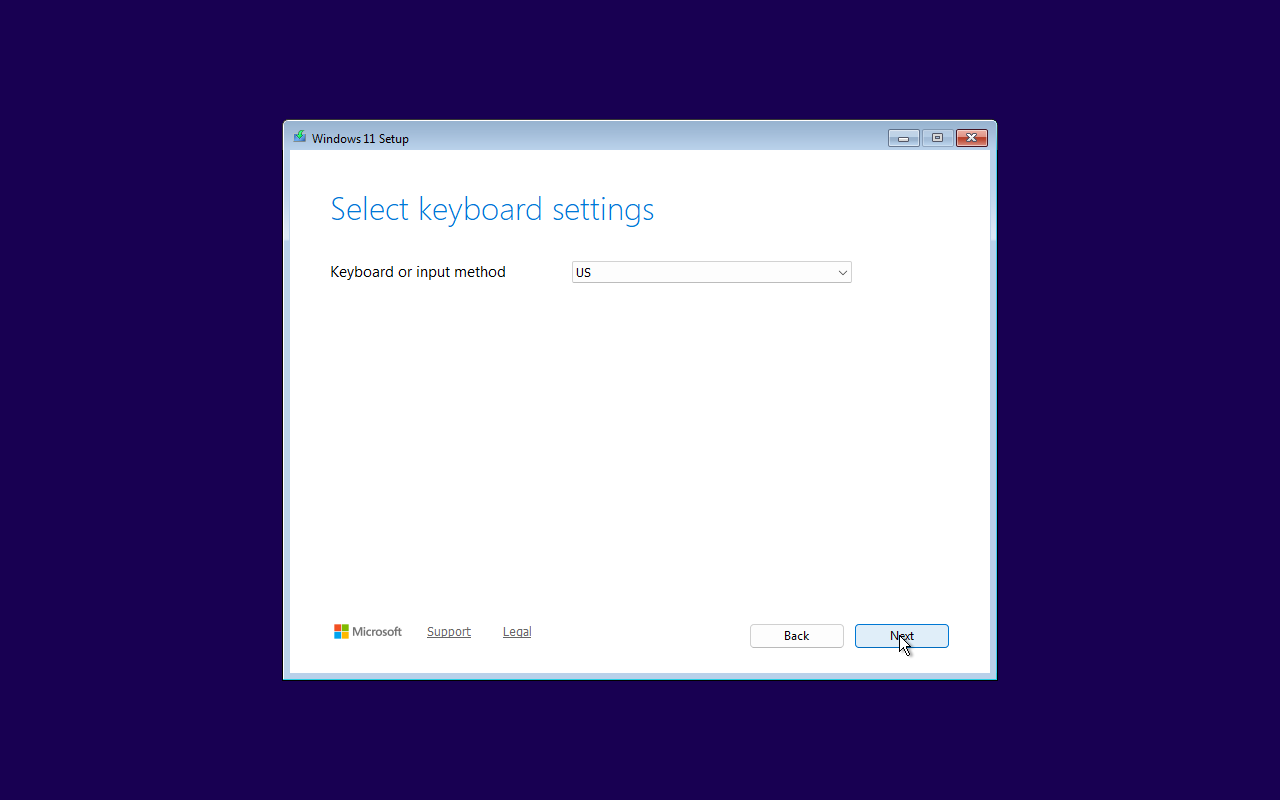 Windows 11 Setup
Select keyboard settings
Keyboard or input method
US
Microsoft
Support
Legal
Back
Next